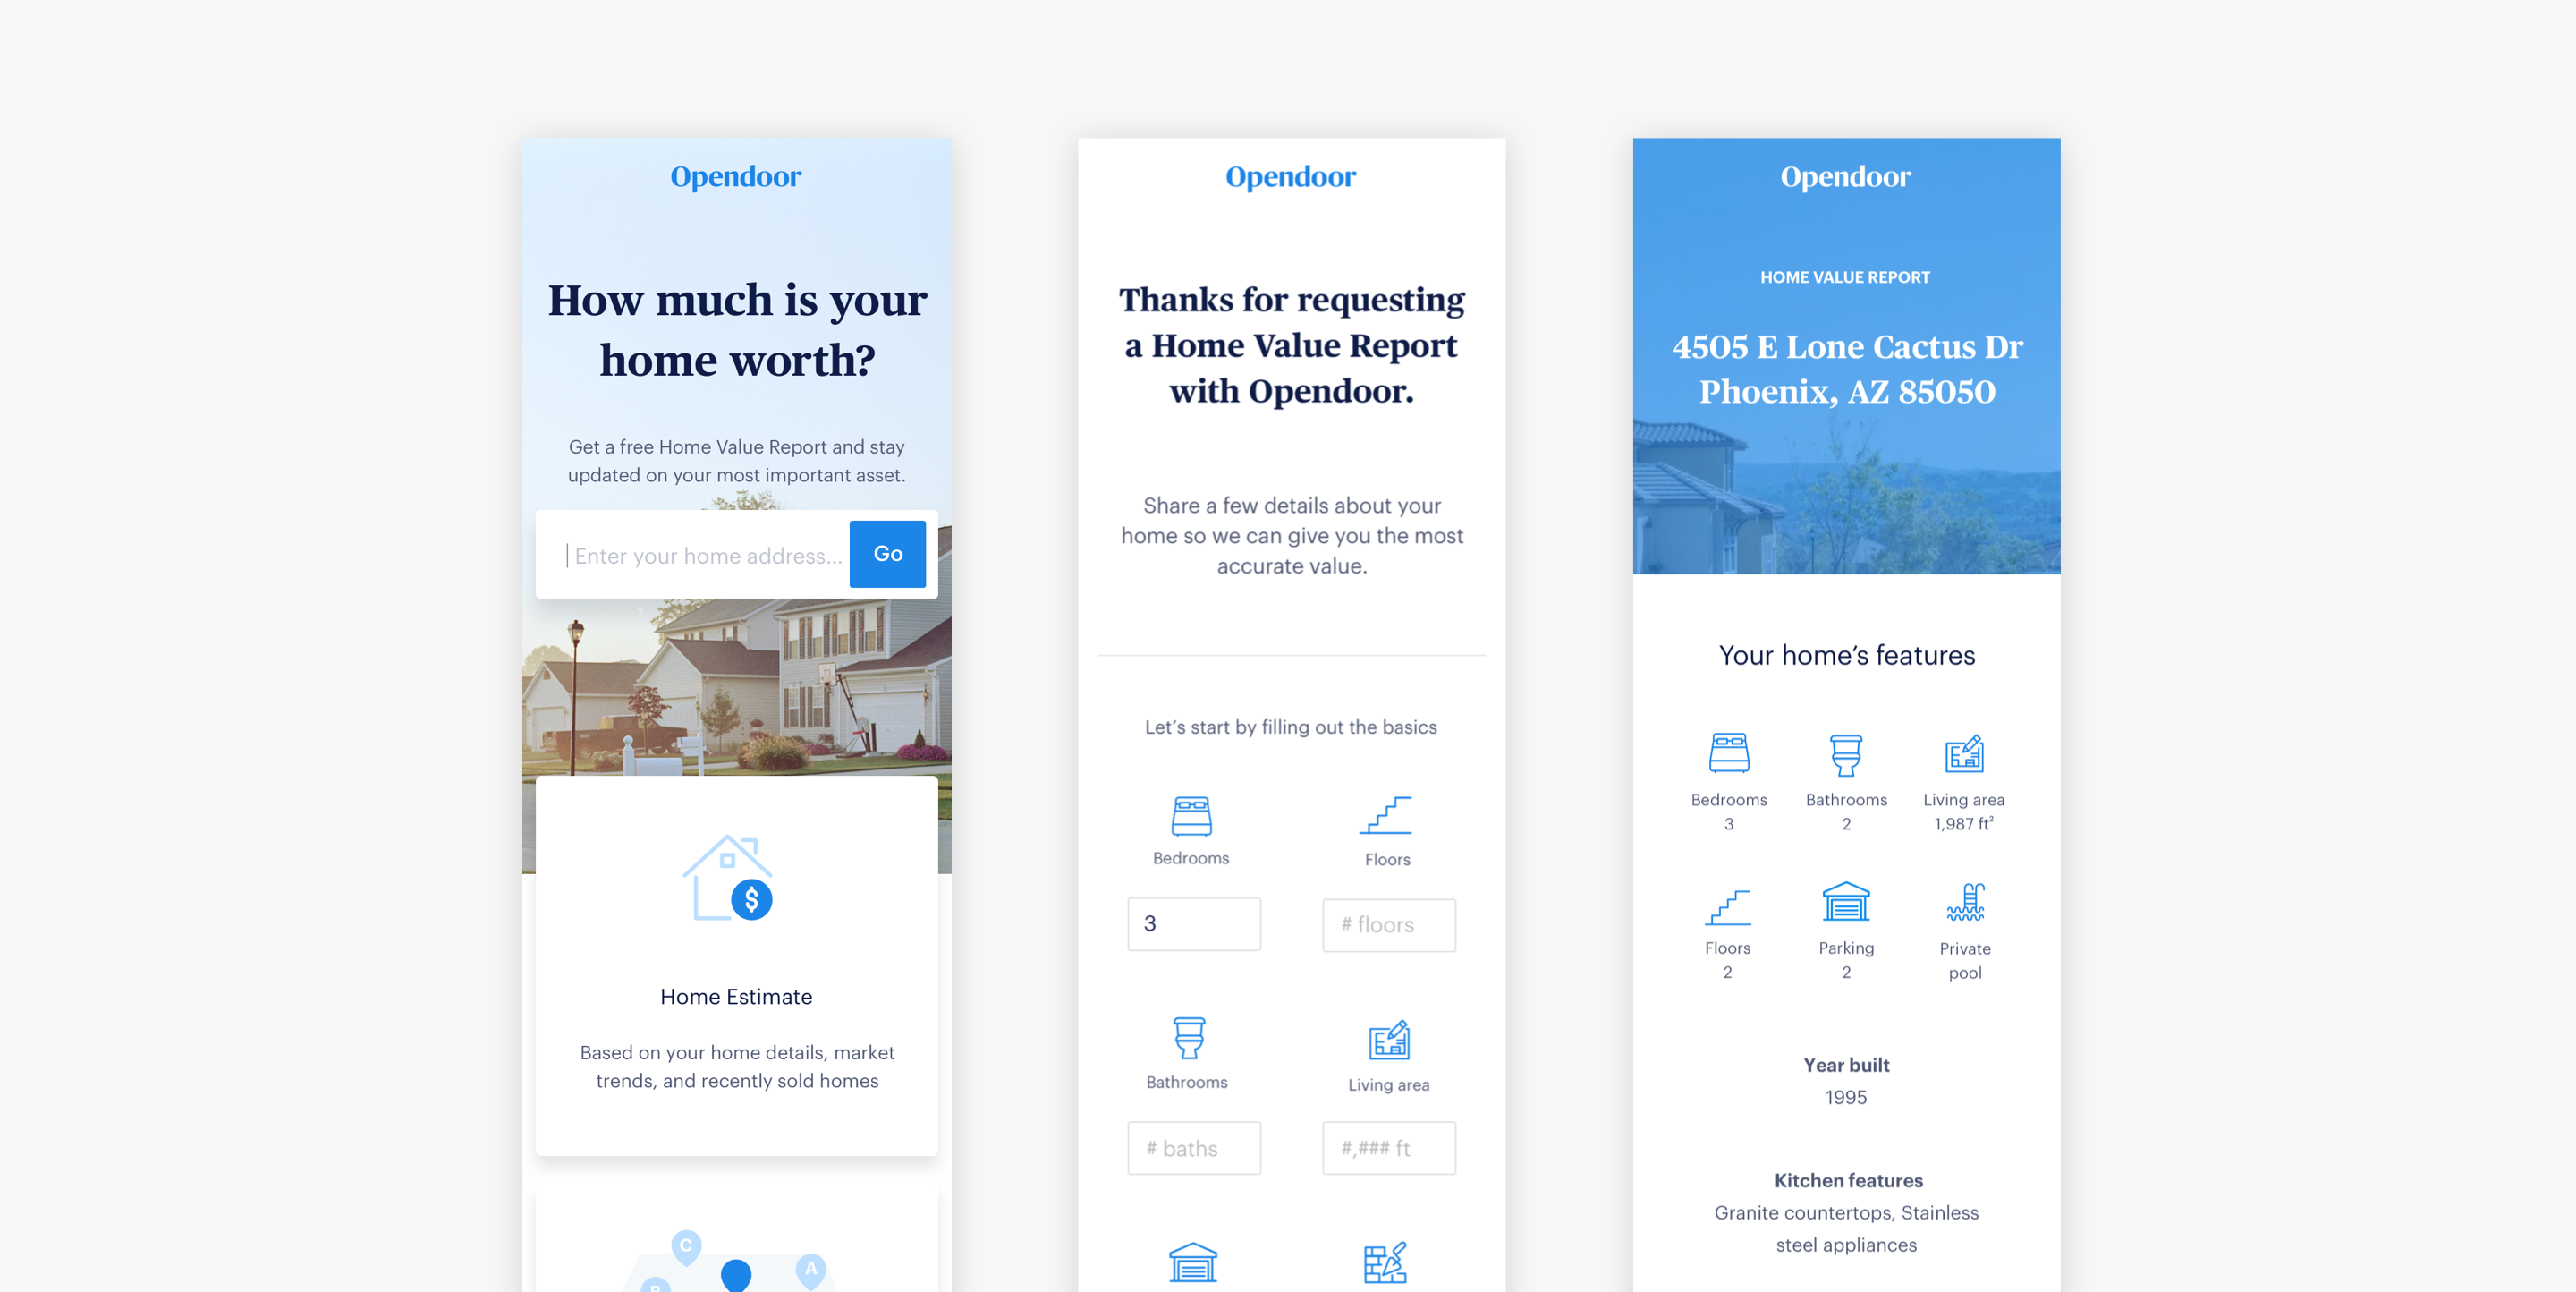 Opendoor
How much is your
home worth?
Get a free Home Value Report and stay
updated on your most important asset.
Enter your home address...
Go
$
Home Estimate
Based on your home details, market
trends, and recently sold homes
C
A
Opendoor
Thanks for requesting
a Home Value Report
with Opendoor.
Share a few details about your
home so we can give you the most
accurate value.
Let’s start by filling out the basics
Bedrooms
Floors
3
# floors
Bathrooms
Living area
# baths
#,### ft
Opendoor
HOME VALUE REPORT
4505 E Lone Cactus Dr
Phoenix, AZ 85050
Your home’s features
Bedrooms
3
Bathrooms
2
Living area
1,987 ft²
Floors
2
Parking
2
Private
pool
Year built
1995
Kitchen features
Granite countertops, Stainless
steel appliances